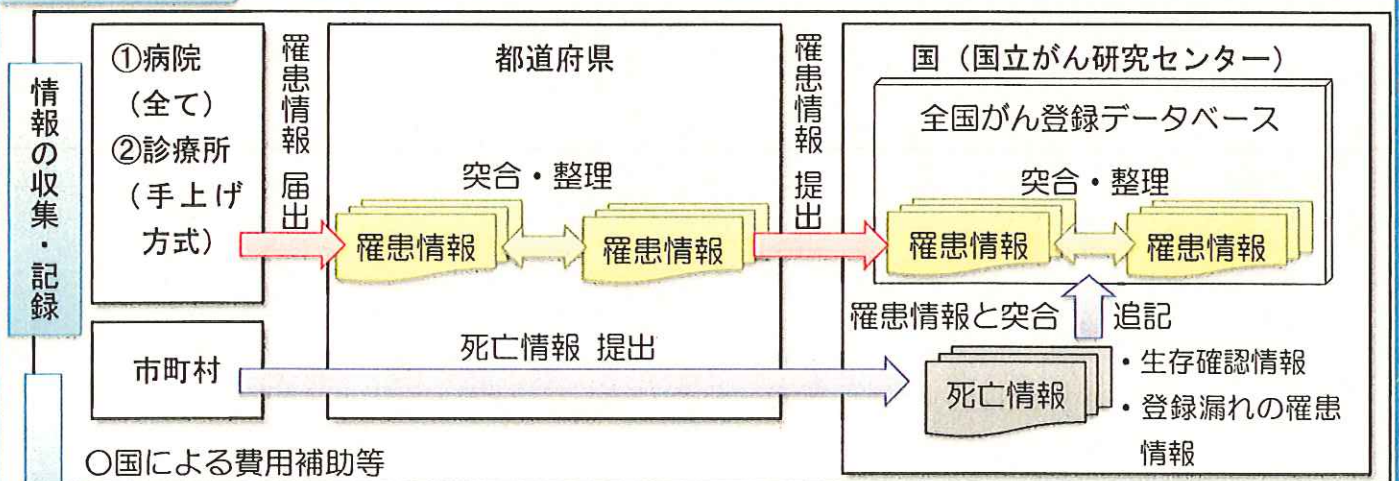 情報の収集・記録
①病院
（全て）
②診療所
（手上げ
方式）
罹患情報 届出
都道府県
突合・整理
罹患情報
罹患情報
罹患情報 提出
国（国立がん研究センター）
全国がん登録データベース
突合・整理
罹患情報
罹患情報
罹患情報と突合
追記
市町村
死亡情報 提出
死亡情報
・生存確認情報
・登録漏れの罹患
情報
〇国による費用補助等